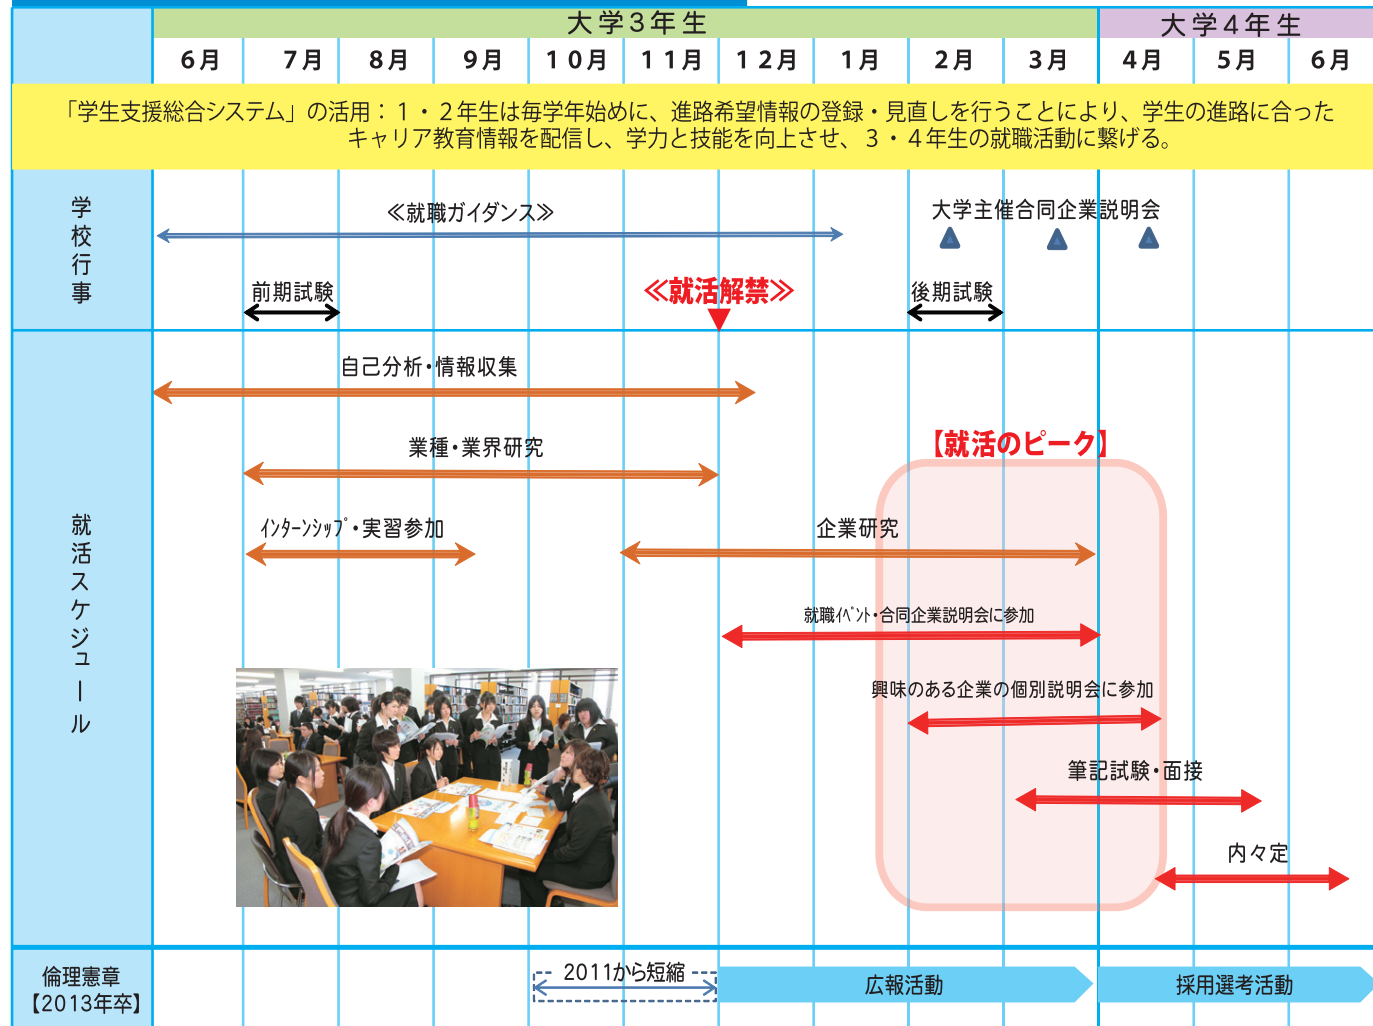 大学3年生
大学4年生
6月 7月 8月 9月 10月 11月 12月 1月 2月 3月 4月 5月 6月
「学生支援総合システム」の活用：１・２年生は毎学年始めに、進路希望情報の登録・見直しを行うことにより、学生の進路に合った
キャリア教育情報を配信し、学力と技能を向上させ、３・４年生の就職活動に繋げる。
学校行事
≪就職ガイダンス≫
大学主催合同企業説明会
前期試験
≪就活解禁≫
後期試験
就活スケジュール
自己分析・情報収集
業種・業界研究
【就活のピーク】
ｲﾝﾀｰﾝｼｯﾌﾟ・実習参加
企業研究
就職ｲﾍﾞﾝﾄ・合同企業説明会に参加
興味のある企業の個別説明会に参加
筆記試験・面接
内々定
倫理憲章
【2013年卒】
2011から短縮
広報活動
採用選考活動